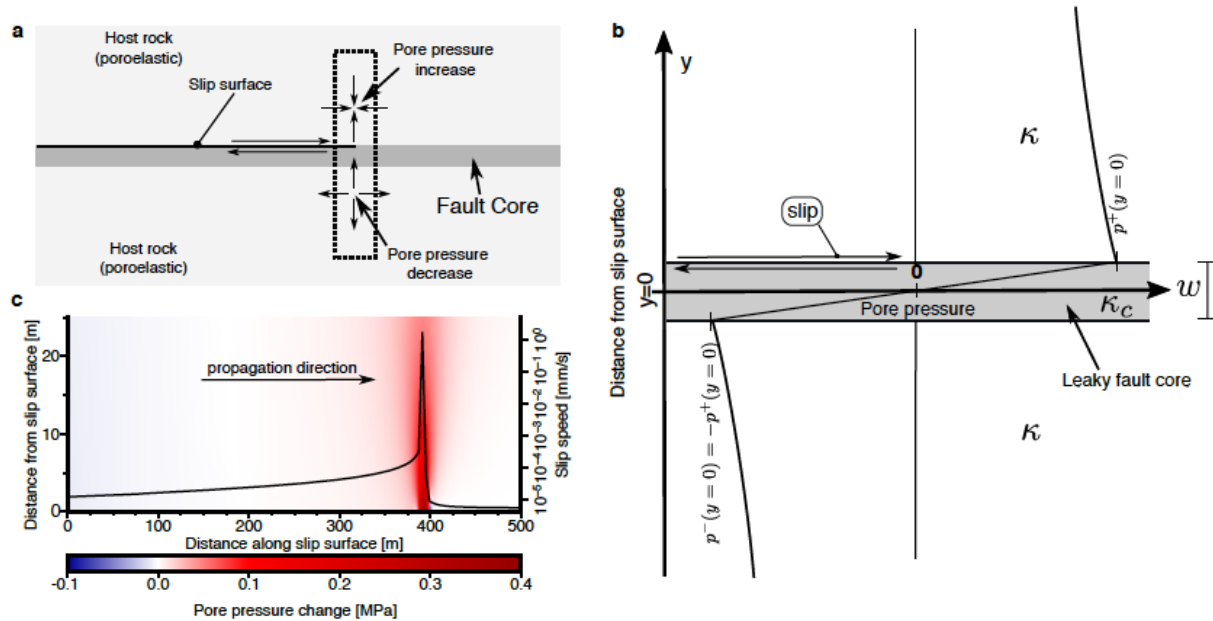 a
Host rock
(poroelastic)
Pore pressure
increase
Slip surface
Fault Core
Host rock
(poroelastic)
Pore pressure
decrease
b
y
Distance from slip surface
y=0
κ
p⁺(y = 0)
slip
0
w
Pore pressure
κ_c
Leaky fault core
p⁻(y = 0) = −p⁺(y = 0)
κ
c
Distance from slip surface [m]
20
10
0
propagation direction
Slip speed [mm/s]
10⁰
10⁻¹
10⁻²
10⁻³
10⁻⁴
10⁻⁵
0 100 200 300 400 500
Distance along slip surface [m]
-0.1 0.0 0.1 0.2 0.3 0.4
Pore pressure change [MPa]